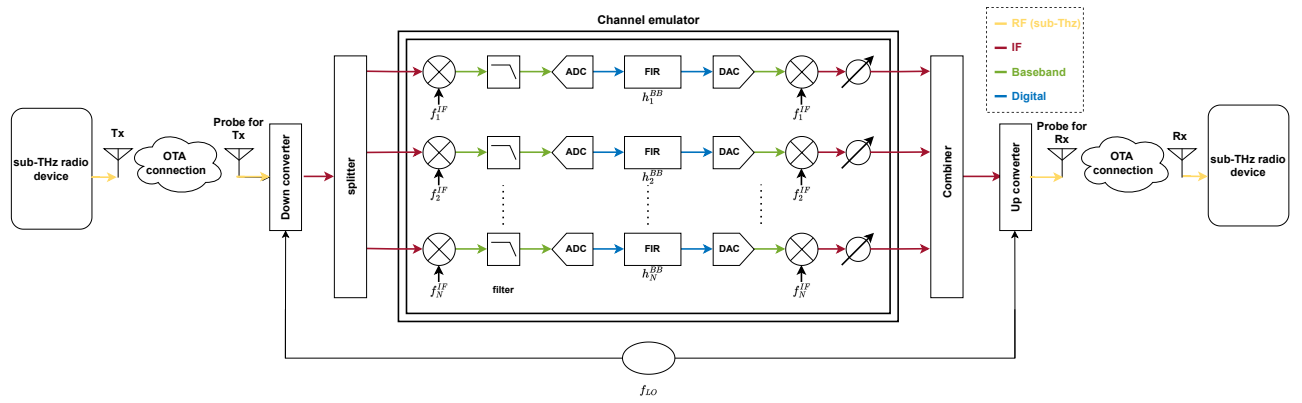 Channel emulator
RF (sub-Thz)
IF
Baseband
Digital
sub-THz radio
device
Tx
OTA
connection
Probe for
Tx
Down converter
splitter
ADC
FIR
DAC
f_1^{IF}
h_1^{BB}
f_1^{IF}
ADC
FIR
DAC
f_2^{IF}
h_2^{BB}
f_2^{IF}
ADC
FIR
DAC
f_N^{IF}
h_N^{BB}
f_N^{IF}
filter
Combiner
Up converter
Probe for
Rx
OTA
connection
Rx
sub-THz radio
device
f_{LO}